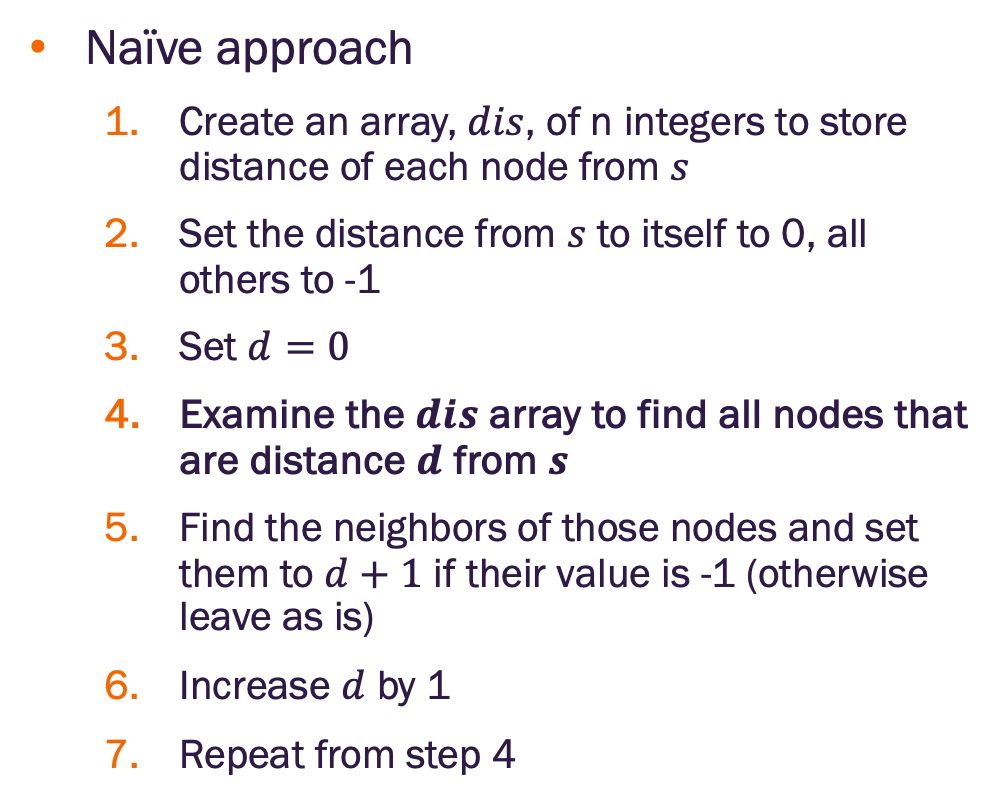 • Naïve approach
1. Create an array, dis, of n integers to store
distance of each node from s
2. Set the distance from s to itself to 0, all
others to -1
3. Set d = 0
4. Examine the dis array to find all nodes that
are distance d from s
5. Find the neighbors of those nodes and set
them to d + 1 if their value is -1 (otherwise
leave as is)
6. Increase d by 1
7. Repeat from step 4